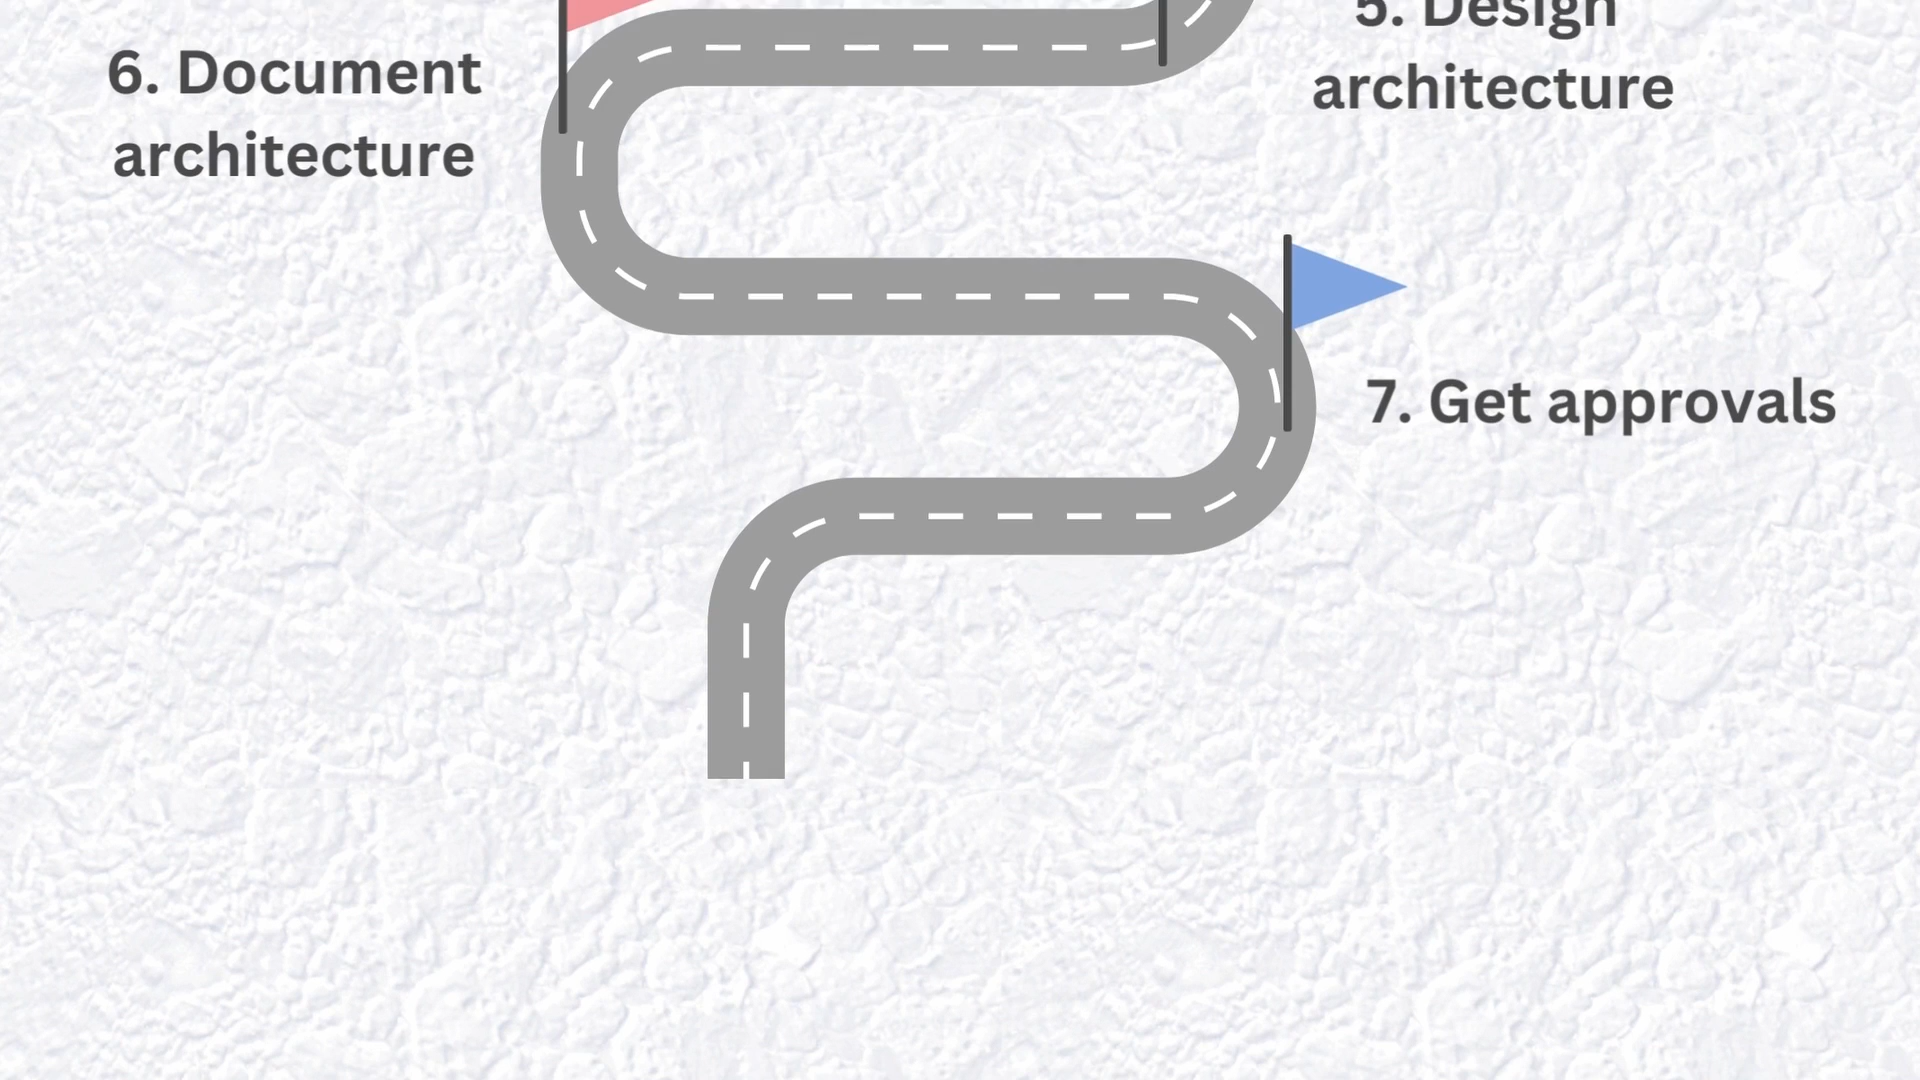 5. Design
architecture
6. Document
architecture
7. Get approvals